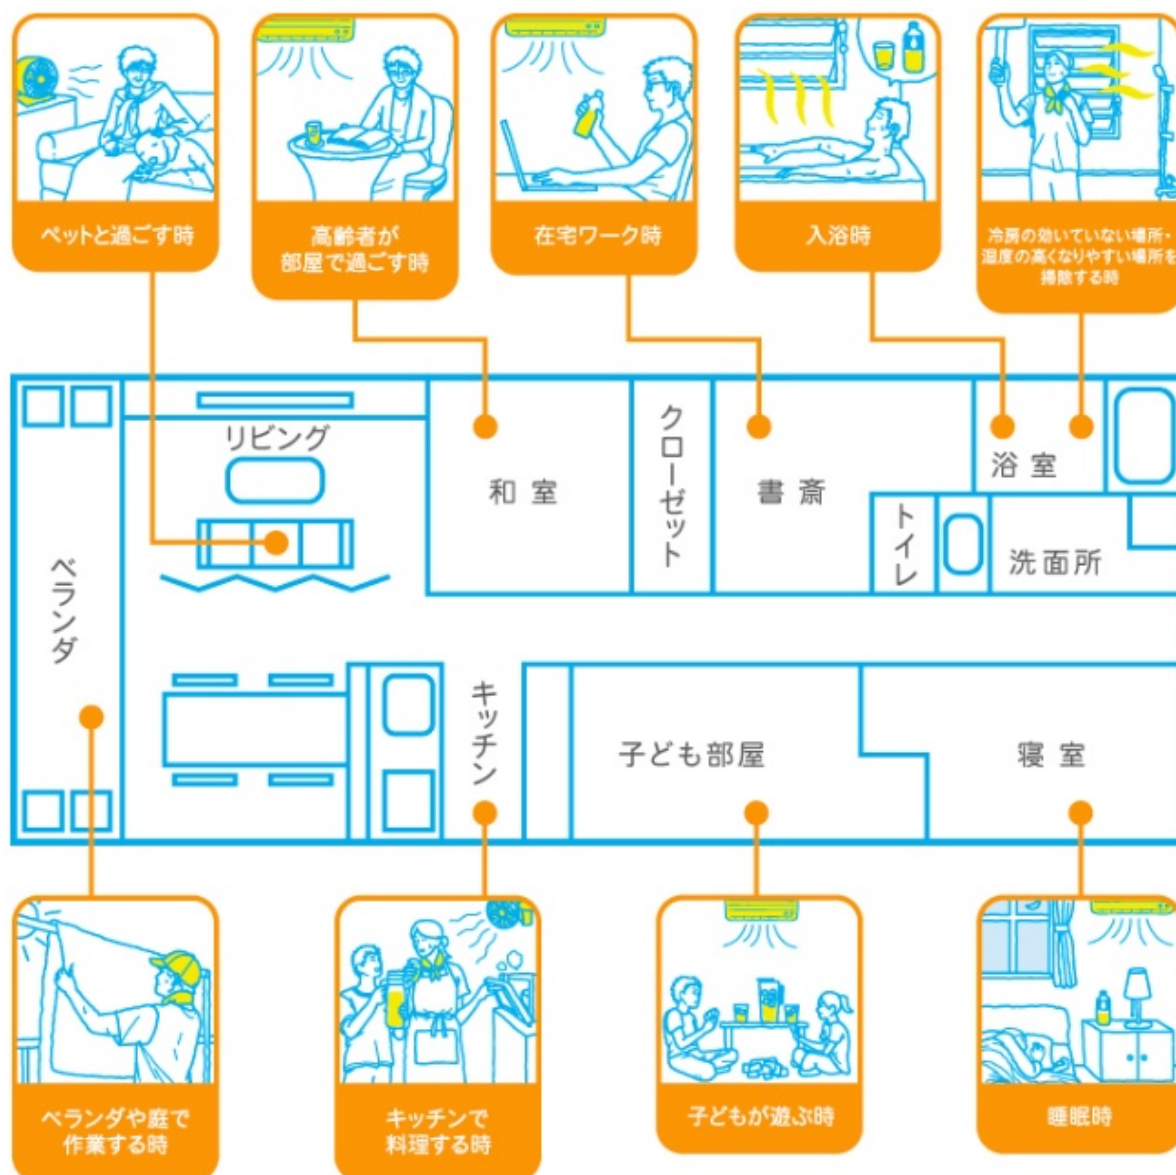 ペットと過ごす時
高齢者が
部屋で過ごす時
在宅ワーク時
入浴時
冷房の効いていない場所・
湿度の高くなりやすい場所を
掃除する時
リビング
和室
クローゼット
書斎
浴室
トイレ
洗面所
ベランダ
キッチン
子ども部屋
寝室
ベランダや庭で
作業する時
キッチンで
料理する時
子どもが遊ぶ時
睡眠時